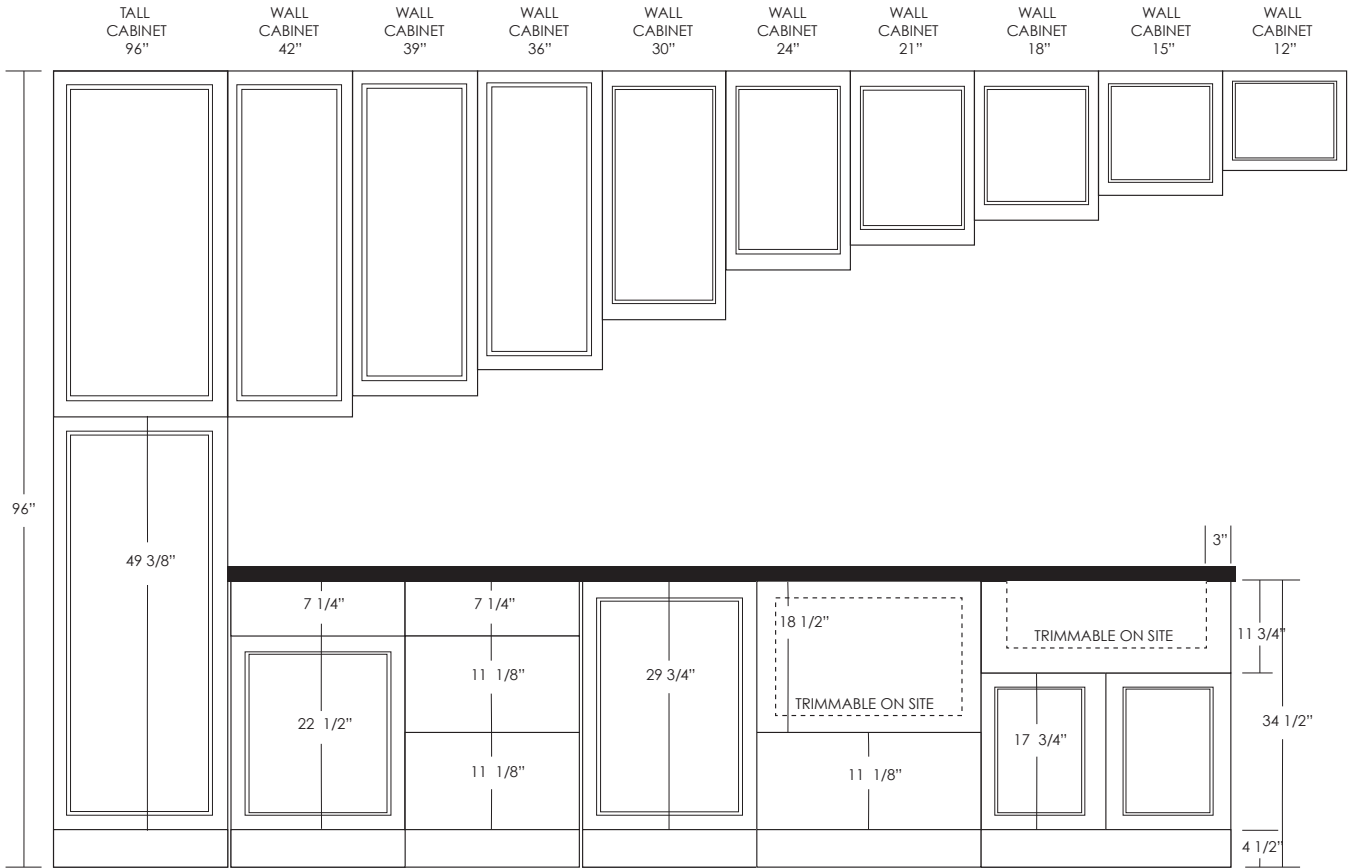 TALL
CABINET
96”
WALL
CABINET
42”
WALL
CABINET
39”
WALL
CABINET
36”
WALL
CABINET
30”
WALL
CABINET
24”
WALL
CABINET
21”
WALL
CABINET
18”
WALL
CABINET
15”
WALL
CABINET
12”
96”
49 3/8”
3”
7 1/4”
7 1/4”
18 1/2”
TRIMMABLE ON SITE
11 3/4”
11 1/8”
29 3/4”
TRIMMABLE ON SITE
22 1/2”
34 1/2”
17 3/4”
11 1/8”
11 1/8”
4 1/2”